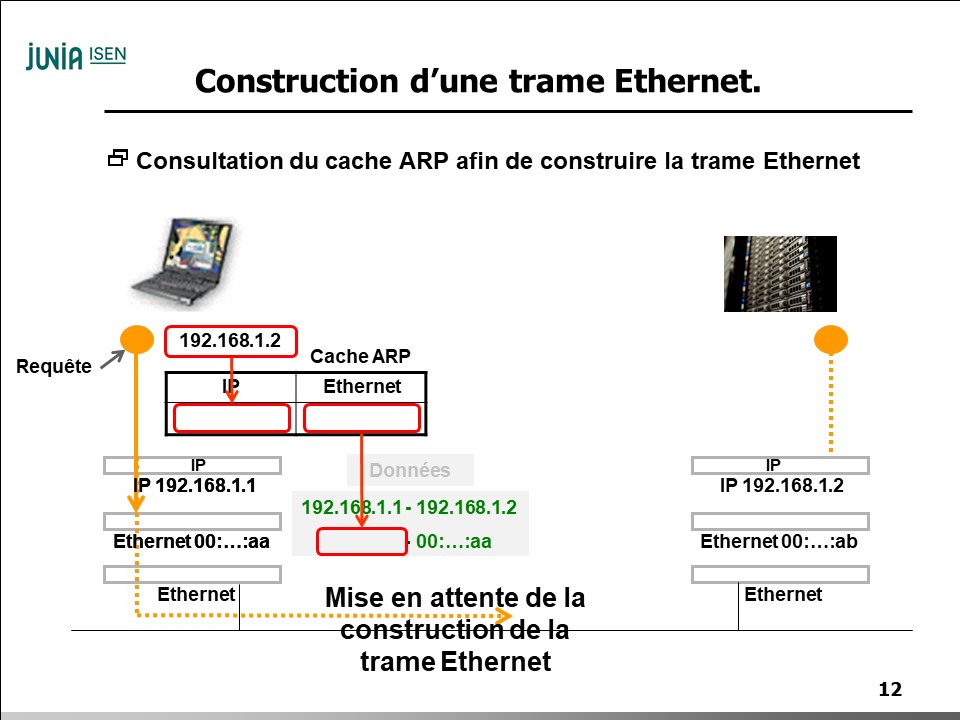 JUNIA ISEN
Construction d’une trame Ethernet.
Consultation du cache ARP afin de construire la trame Ethernet
192.168.1.2
Requête
Cache ARP
IP Ethernet
IP
IP 192.168.1.1
Ethernet 00:…:aa
Ethernet
Données
192.168.1.1 - 192.168.1.2
- 00:…:aa
IP
IP 192.168.1.2
Ethernet 00:…:ab
Ethernet
Mise en attente de la
construction de la
trame Ethernet
12